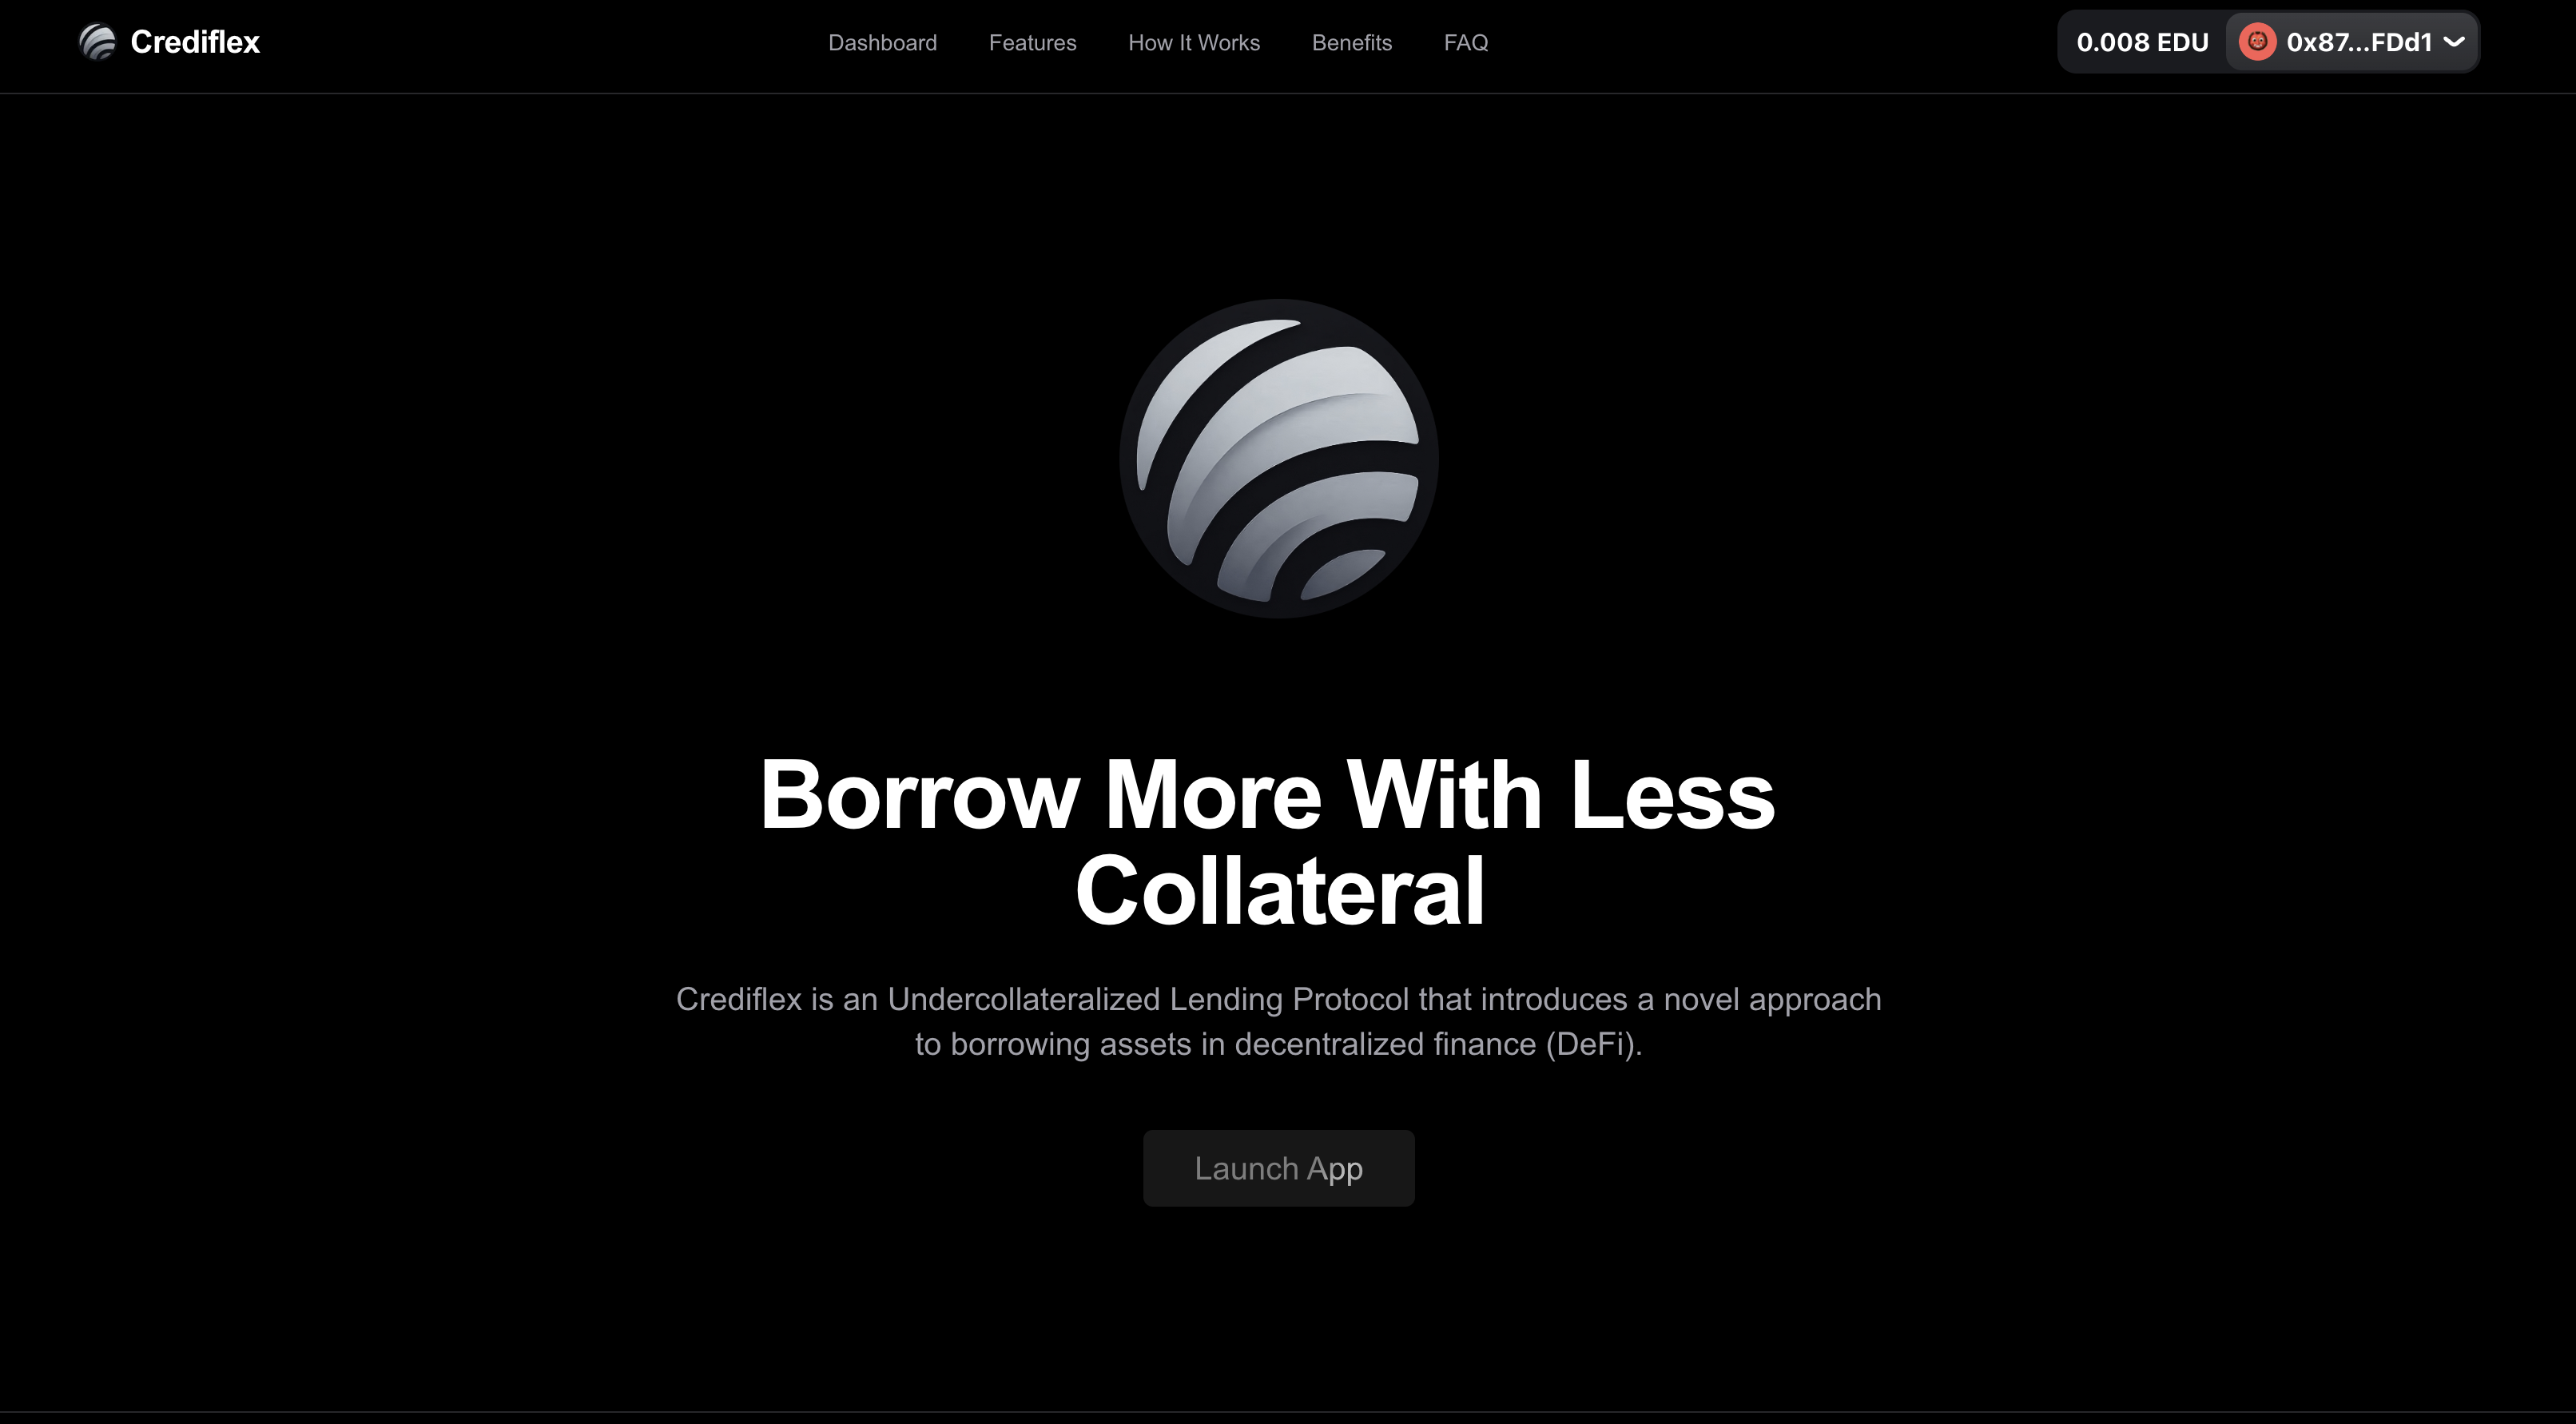 Crediflex
Dashboard
Features
How It Works
Benefits
FAQ
0.008 EDU
0x87...FDd1
Borrow More With Less
Collateral
Crediflex is an Undercollateralized Lending Protocol that introduces a novel approach
to borrowing assets in decentralized finance (DeFi).
Launch App